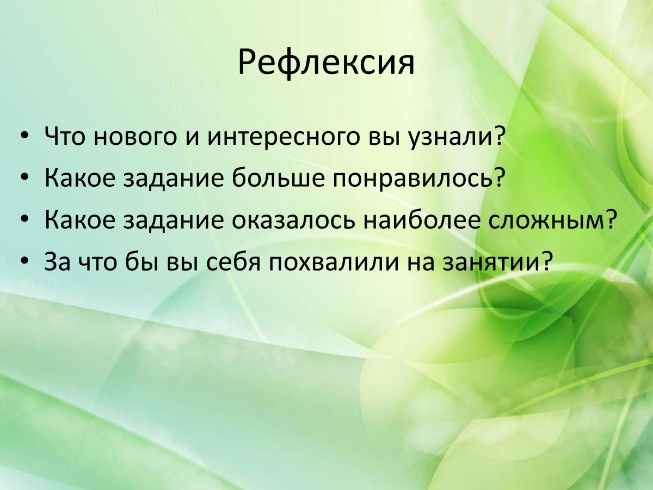 Рефлексия
• Что нового и интересного вы узнали?
• Какое задание больше понравилось?
• Какое задание оказалось наиболее сложным?
• За что бы вы себя похвалили на занятии?